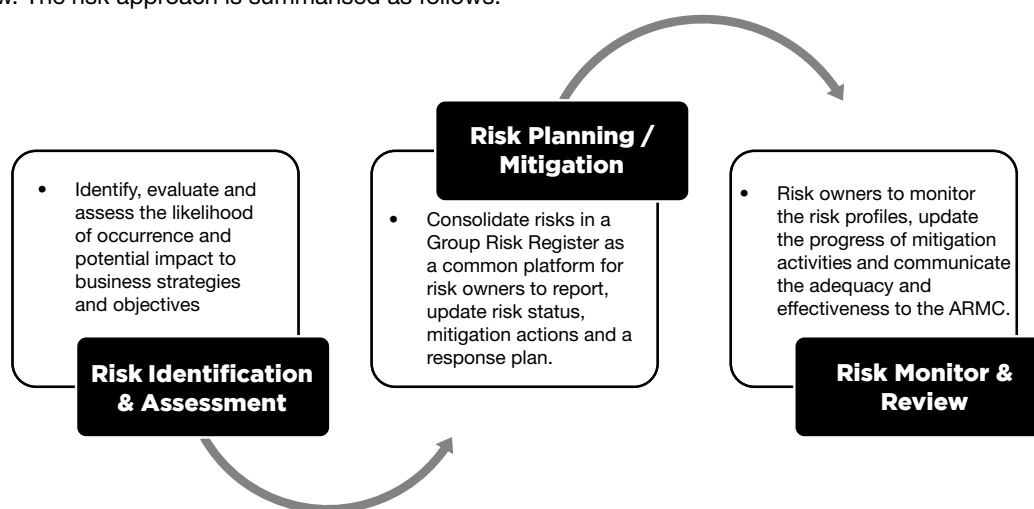 w. The risk approach is summarised as follows:
• Identify, evaluate and
assess the likelihood
of occurrence and
potential impact to
business strategies
and objectives
Risk Identification
& Assessment
Risk Planning /
Mitigation
• Consolidate risks in a
Group Risk Register as
a common platform for
risk owners to report,
update risk status,
mitigation actions and a
response plan.
• Risk owners to monitor
the risk profiles, update
the progress of mitigation
activities and communicate
the adequacy and
effectiveness to the ARMC.
Risk Monitor &
Review